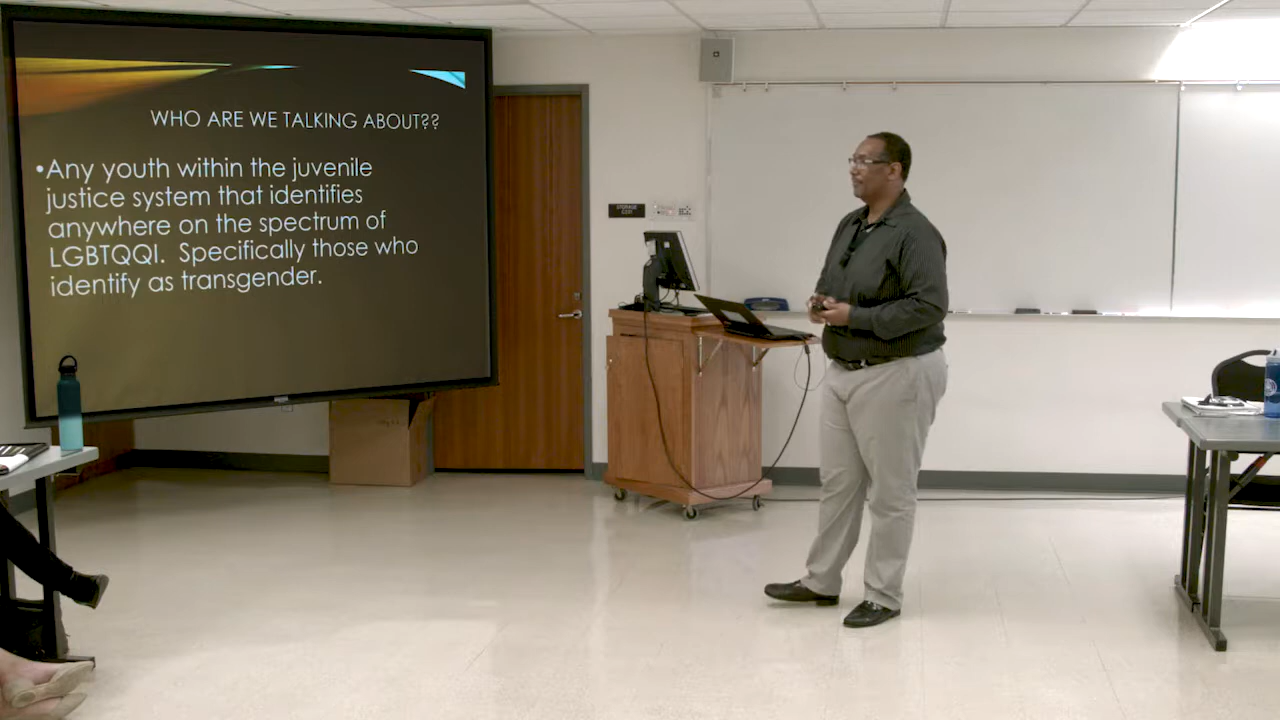 WHO ARE WE TALKING ABOUT??
•Any youth within the juvenile
justice system that identifies
anywhere on the spectrum of
LGBTQQI.  Specifically those who
identify as transgender.
STORAGE